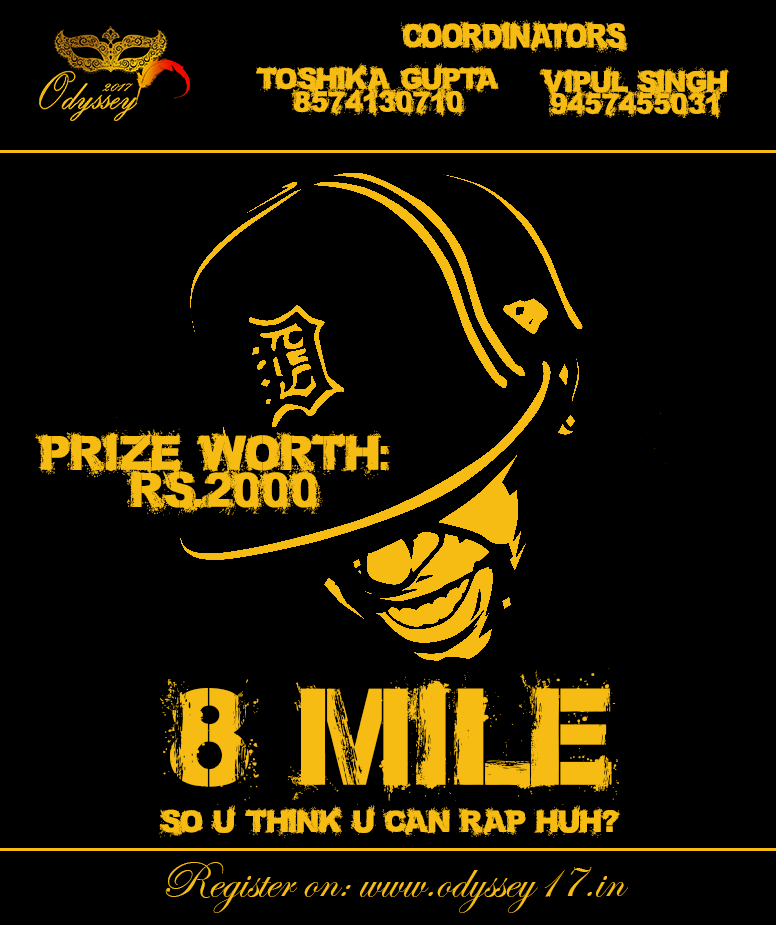 2017
Odyssey
COORDINATORS
TOSHIKA GUPTA
8574130710
VIPUL SINGH
9457455031
PRIZE WORTH:
RS.2000
8 MILE
SO U THINK U CAN RAP HUH?
Register on: www.odyssey17.in